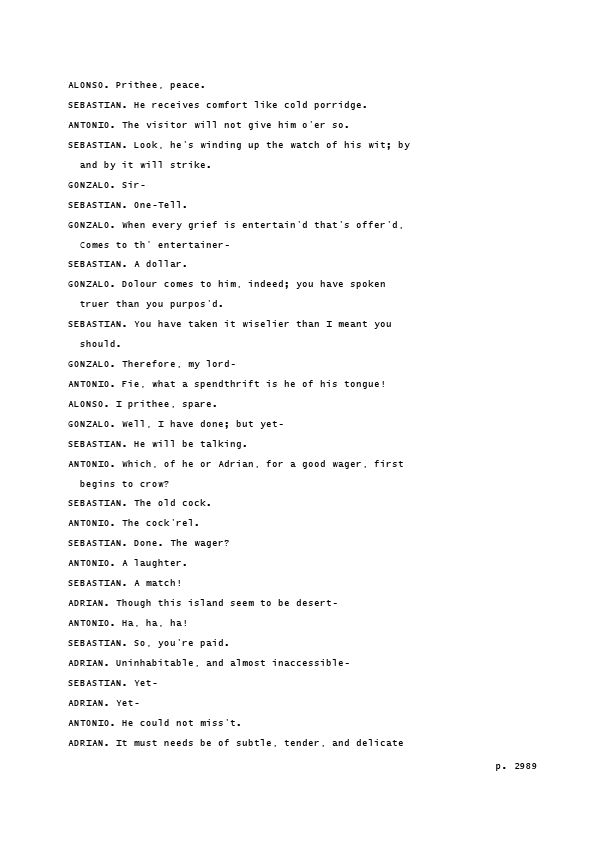 ALONSO. Prithee, peace.
SEBASTIAN. He receives comfort like cold porridge.
ANTONIO. The visitor will not give him o'er so.
SEBASTIAN. Look, he's winding up the watch of his wit; by
and by it will strike.
GONZALO. Sir-
SEBASTIAN. One-Tell.
GONZALO. When every grief is entertain'd that's offer'd,
Comes to th' entertainer-
SEBASTIAN. A dollar.
GONZALO. Dolour comes to him, indeed; you have spoken
truer than you purpos'd.
SEBASTIAN. You have taken it wiselier than I meant you
should.
GONZALO. Therefore, my lord-
ANTONIO. Fie, what a spendthrift is he of his tongue!
ALONSO. I prithee, spare.
GONZALO. Well, I have done; but yet-
SEBASTIAN. He will be talking.
ANTONIO. Which, of he or Adrian, for a good wager, first
begins to crow?
SEBASTIAN. The old cock.
ANTONIO. The cock'rel.
SEBASTIAN. Done. The wager?
ANTONIO. A laughter.
SEBASTIAN. A match!
ADRIAN. Though this island seem to be desert-
ANTONIO. Ha, ha, ha!
SEBASTIAN. So, you're paid.
ADRIAN. Uninhabitable, and almost inaccessible-
SEBASTIAN. Yet-
ADRIAN. Yet-
ANTONIO. He could not miss't.
ADRIAN. It must needs be of subtle, tender, and delicate
p. 2989